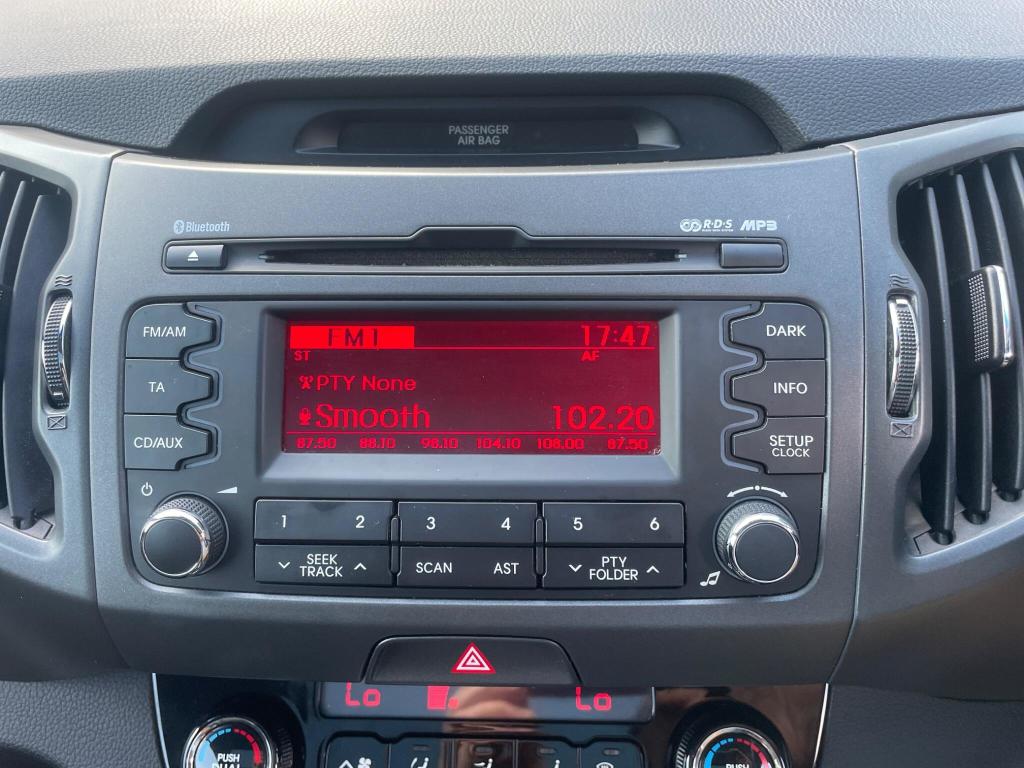 PASSENGER
AIR BAG
Bluetooth
R·D·S MP3
FM/AM
TA
CD/AUX
FM1 17:47
ST AF
PTY None
Smooth 102.20
87.50 88.10 98.10 104.10 108.00 87.50
DARK
INFO
SETUP
CLOCK
1 2 3 4 5 6
SEEK
TRACK
SCAN AST
PTY
FOLDER
Lo Lo
PUSH
DUAL
PUSH